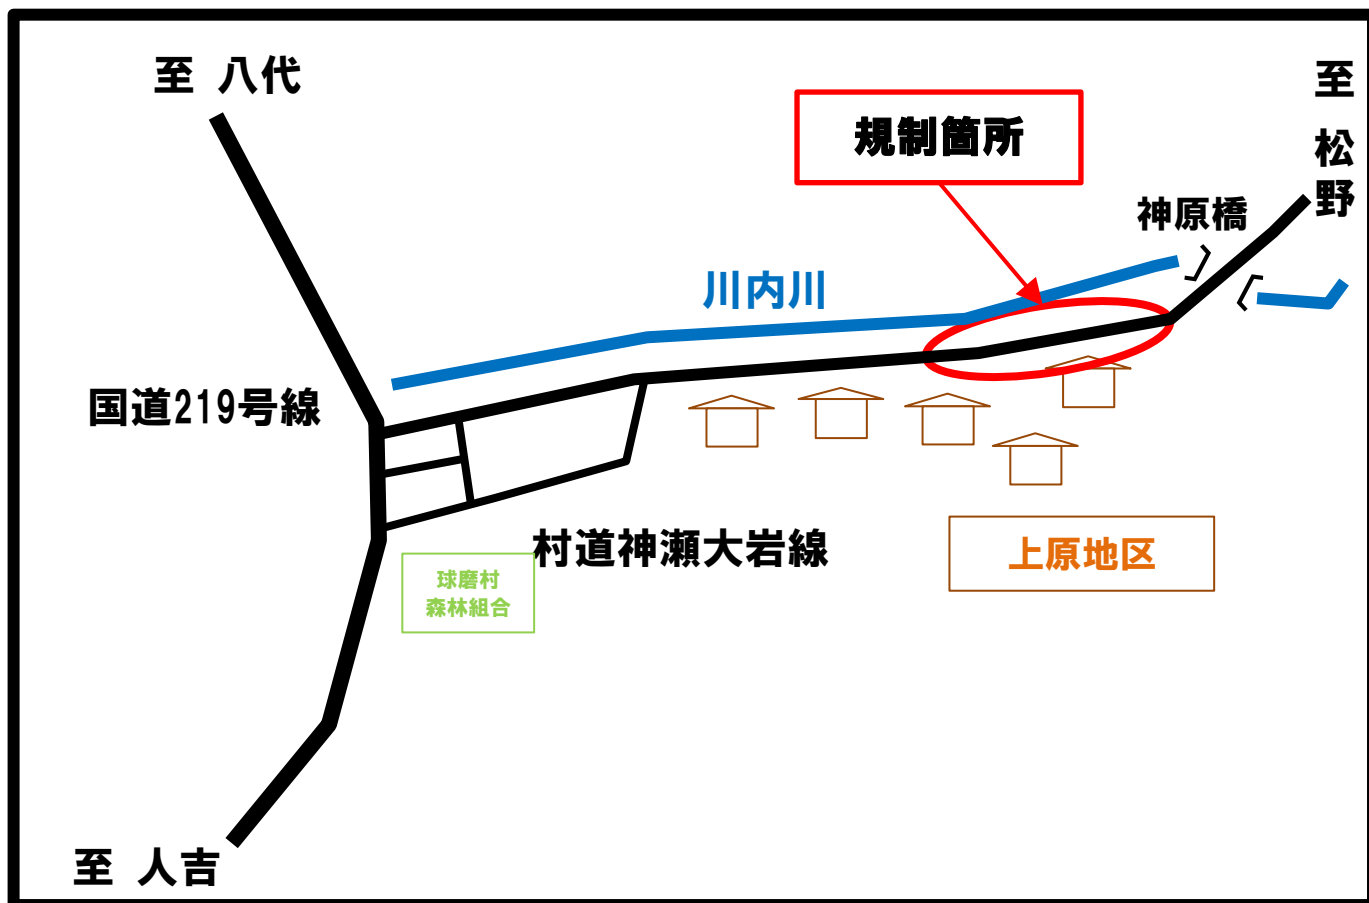 至 八代
至 松野
規制箇所
神原橋
川内川
国道219号線
村道神瀬大岩線
上原地区
球磨村
森林組合
至 人吉